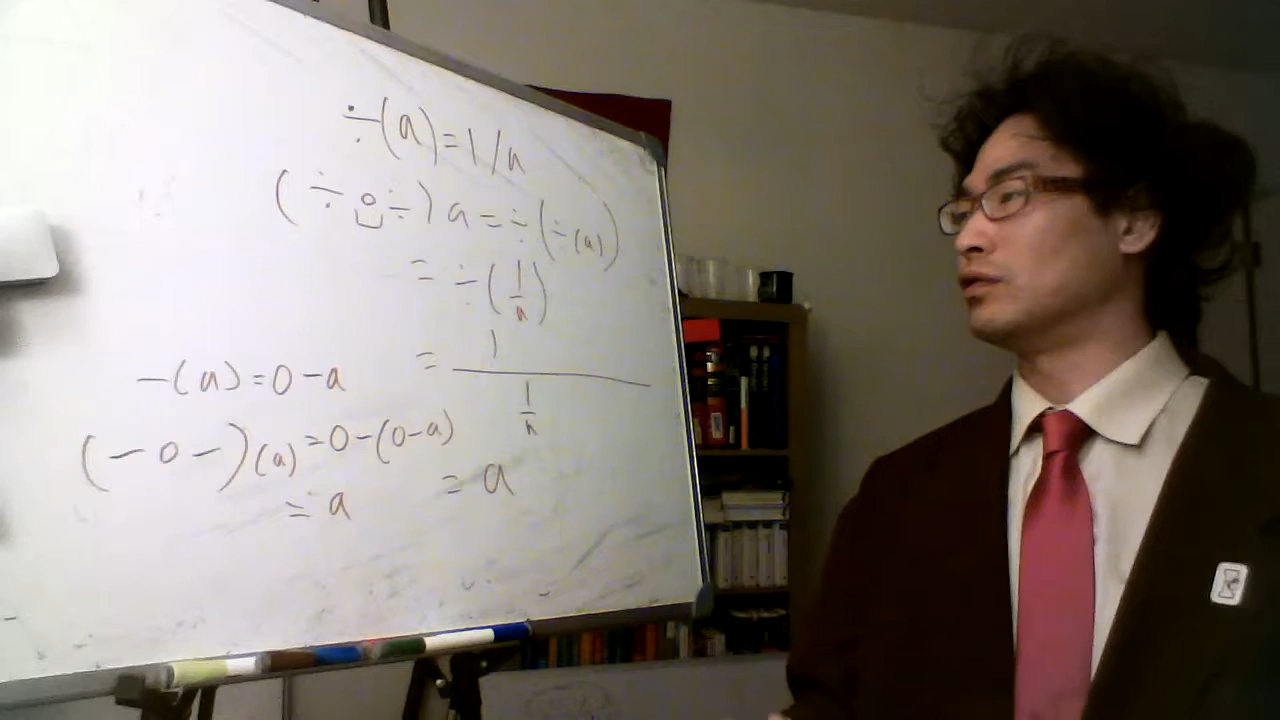 ÷(a)=1/a
(÷∘÷)a=÷(÷(a))
=÷(1/a)
=1/(1/a)
=a
-(a)=0-a
(-∘-)(a)=0-(0-a)
=a